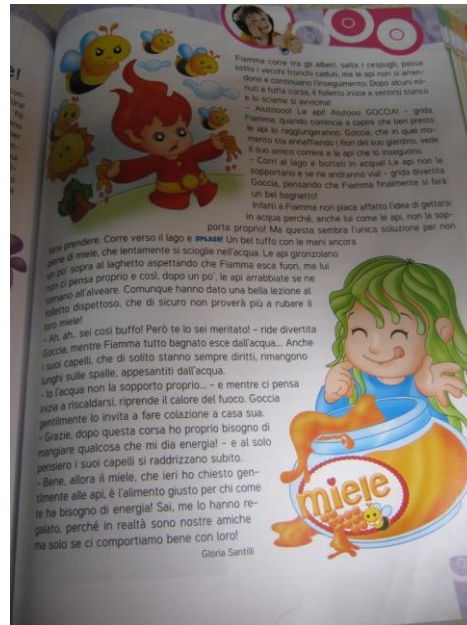 Fiamma corre tra gli alberi, salta i cespugli, passa
sotto i vecchi tronchi caduti, ma le api non si arren-
dono e continuano l'inseguimento. Dopo alcuni mi-
nuti a tutta corsa, il folletto inizia a sentirsi stanco
e lo sciame si avvicina!
- Aiutooo! Le api! Aiutooo GOCCIA! - grida
Fiamma, quando comincia a capire che ben presto
le api lo raggiungeranno. Goccia, che in quel mo-
mento sta annaffiando i fiori del suo giardino, vede
il suo amico correre e le api che lo inseguono.
- Corri al lago e buttati in acqua! Le api non la
sopportano e se ne andranno via! - grida divertita
Goccia, pensando che Fiamma finalmente si farà
un bel bagnetto!
Infatti a Fiamma non piace affatto l'idea di gettarsi
in acqua perché, anche lui come le api, non la sop-
porta proprio! Ma questa sembra l'unica soluzione per non
farsi prendere. Corre verso il lago e SPLASH! Un bel tuffo con le mani ancora
piene di miele, che lentamente si scioglie nell'acqua. Le api gironzolano
un po' sopra al laghetto aspettando che Fiamma esca fuori, ma lui
non ci pensa proprio e così, dopo un po', le api arrabbiate se ne
tornano all'alveare. Comunque hanno dato una bella lezione al
folletto dispettoso, che di sicuro non proverà più a rubare il
loro miele!
- Ah, ah.. sei così buffo! Però te lo sei meritato! - ride divertita
Goccia, mentre Fiamma tutto bagnato esce dall'acqua... Anche
i suoi capelli, che di solito stanno sempre diritti, rimangono
lunghi sulle spalle, appesantiti dall'acqua.
- Io l'acqua non la sopporto proprio... - e mentre ci pensa
inizia a riscaldarsi, riprende il calore del fuoco. Goccia
gentilmente lo invita a fare colazione a casa sua.
- Grazie, dopo questa corsa ho proprio bisogno di
mangiare qualcosa che mi dia energia! - e al solo
pensiero i suoi capelli si raddrizzano subito.
- Bene, allora il miele, che ieri ho chiesto gen-
tilmente alle api, è l'alimento giusto per chi come
te ha bisogno di energia! Sai, me lo hanno re-
galato, perché in realtà sono nostre amiche
ma solo se ci comportiamo bene con loro!
Gloria Santilli
miele